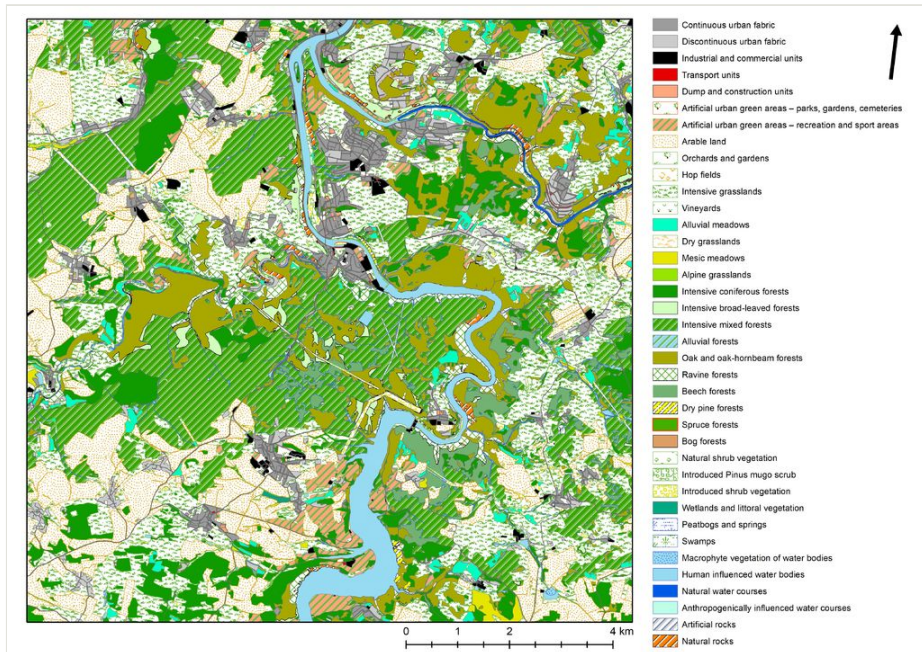 Continuous urban fabric
Discontinuous urban fabric
Industrial and commercial units
Transport units
Dump and construction units
Artificial urban green areas – parks, gardens, cemeteries
Artificial urban green areas – recreation and sport areas
Arable land
Orchards and gardens
Hop fields
Intensive grasslands
Vineyards
Alluvial meadows
Dry grasslands
Mesic meadows
Alpine grasslands
Intensive coniferous forests
Intensive broad-leaved forests
Intensive mixed forests
Alluvial forests
Oak and oak-hornbeam forests
Ravine forests
Beech forests
Dry pine forests
Spruce forests
Bog forests
Natural shrub vegetation
Introduced Pinus mugo scrub
Introduced shrub vegetation
Wetlands and littoral vegetation
Peatbogs and springs
Swamps
Macrophyte vegetation of water bodies
Human influenced water bodies
Natural water courses
Anthropogenically influenced water courses
Artificial rocks
Natural rocks
0 1 2 4 km